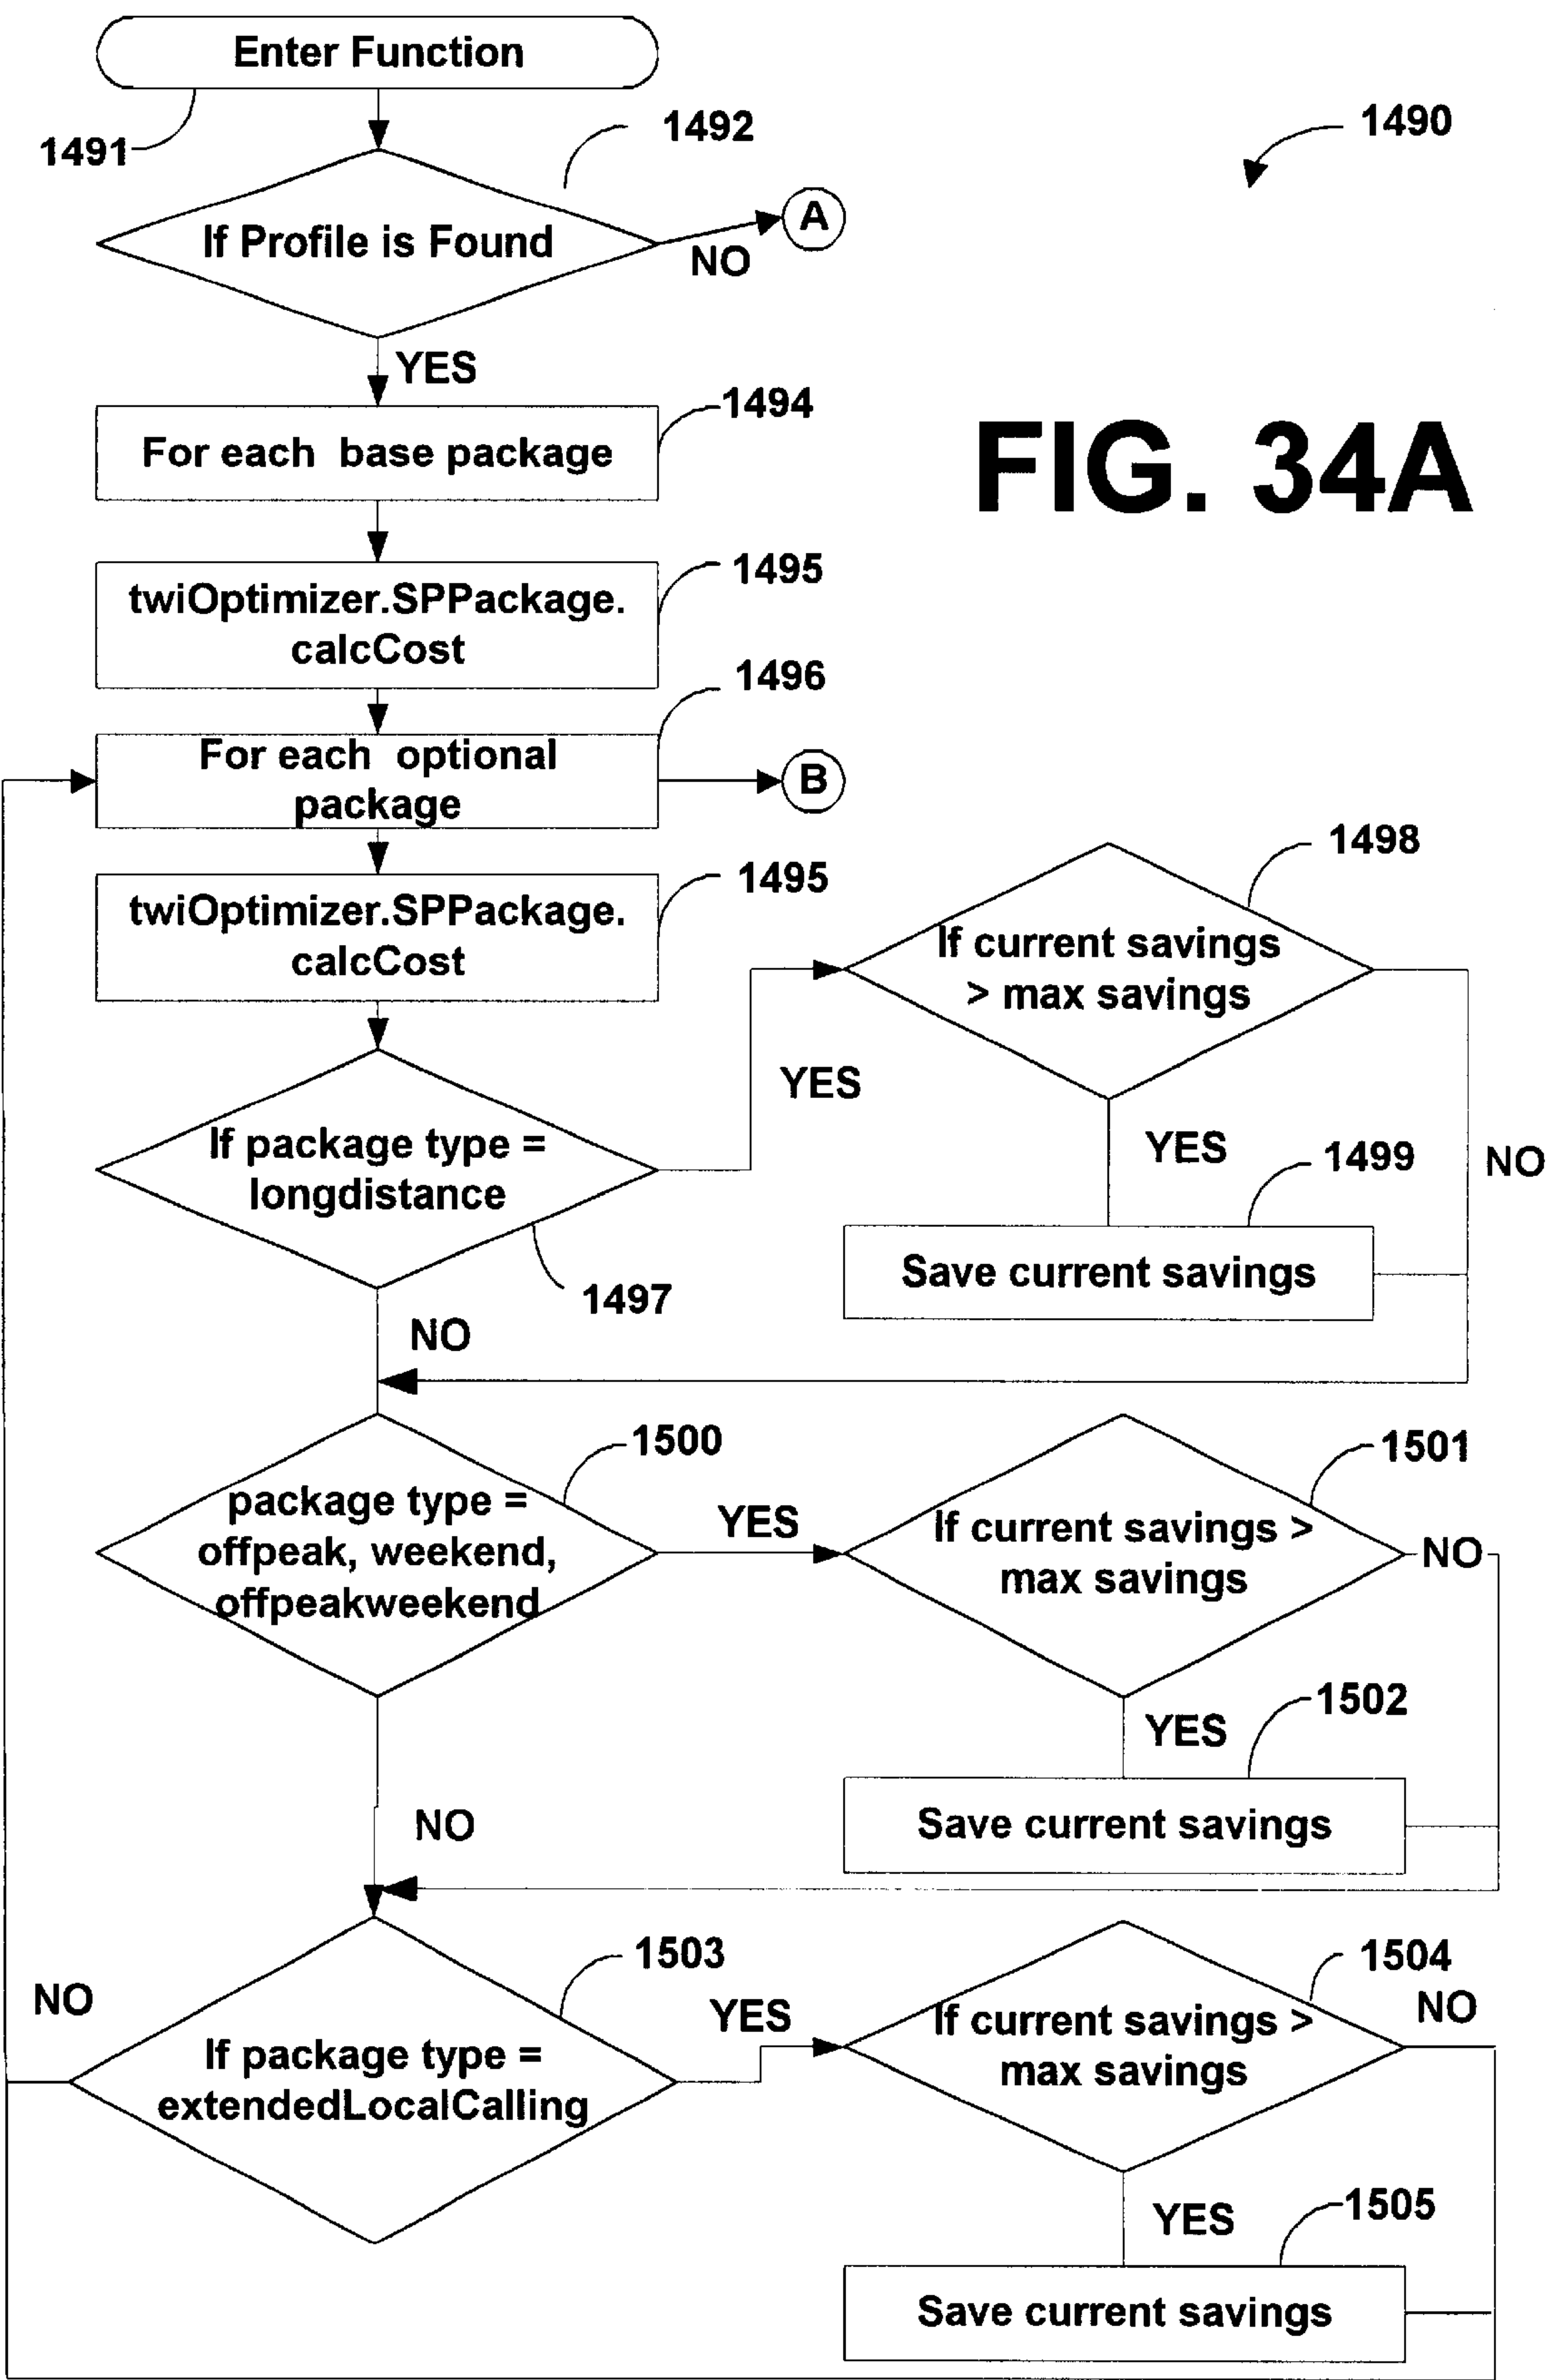 Enter Function
1491
1492
1490
If Profile is Found
A
NO
YES
1494
For each base package
FIG. 34A
1495
twiOptimizer.SPPackage.
calcCost
1496
For each optional
package
B
1495
twiOptimizer.SPPackage.
calcCost
1498
If current savings
> max savings
YES
If package type =
longdistance
YES
1499
NO
Save current savings
1497
NO
1500
1501
package type =
offpeak, weekend,
offpeakweekend
YES
If current savings >
max savings
NO
1502
YES
Save current savings
NO
1503
1504
NO
YES
NO
If current savings >
max savings
If package type =
extendedLocalCalling
1505
YES
Save current savings